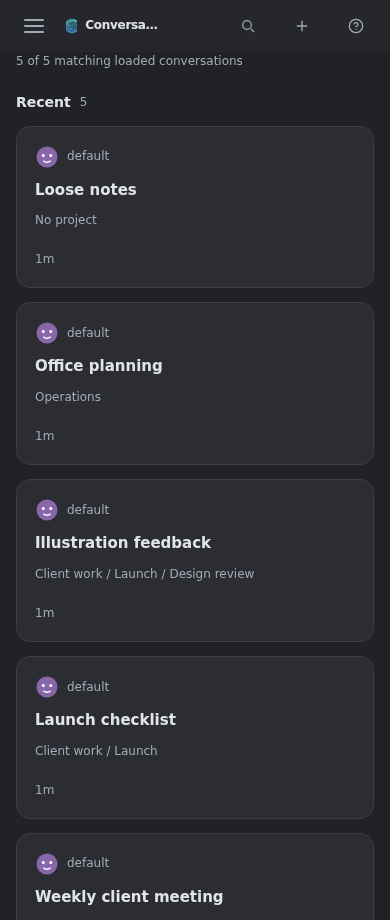 Conversa...
5 of 5 matching loaded conversations
Recent 5
default
Loose notes
No project
1m
default
Office planning
Operations
1m
default
Illustration feedback
Client work / Launch / Design review
1m
default
Launch checklist
Client work / Launch
1m
default
Weekly client meeting